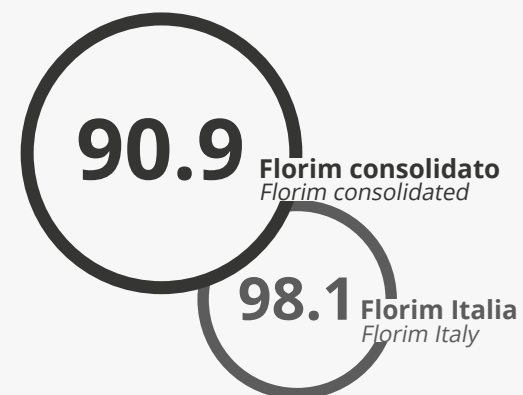 90.9
Florim consolidato
Florim consolidated
98.1
Florim Italia
Florim Italy